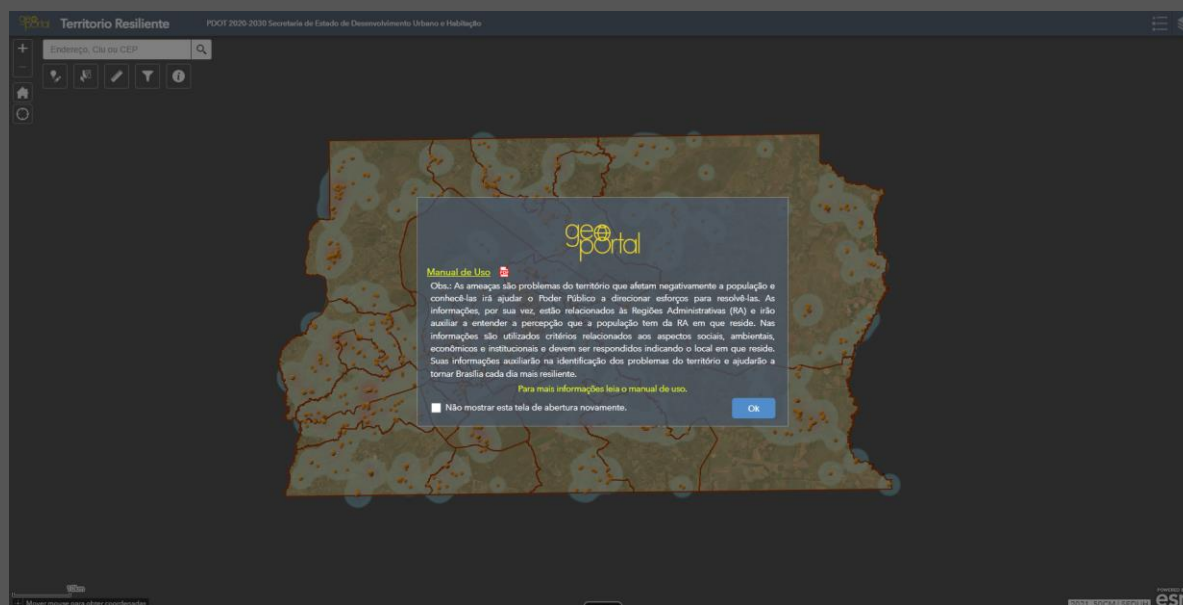 geoportal Territorio Resiliente PDOT 2020-2030 Secretaria de Estado de Desenvolvimento Urbano e Habitação
Endereço, Ciu ou CEP
geoportal
Manual de Uso
Obs.: As ameaças são problemas do território que afetam negativamente a população e
conhecê-las irá ajudar o Poder Público a direcionar esforços para resolvê-las. As
informações, por sua vez, estão relacionados às Regiões Administrativas (RA) e irão
auxiliar a entender a percepção que a população tem da RA em que reside. Nas
informações são utilizados critérios relacionados aos aspectos sociais, ambientais,
econômicos e institucionais e devem ser respondidos indicando o local em que reside.
Suas informações auxiliarão na identificação dos problemas do território e ajudarão a
tornar Brasília cada dia mais resiliente.
Para mais informações leia o manual de uso.
Não mostrar esta tela de abertura novamente.
Ok
10km
Mover mouse para obter coordenadas
POWERED
esri